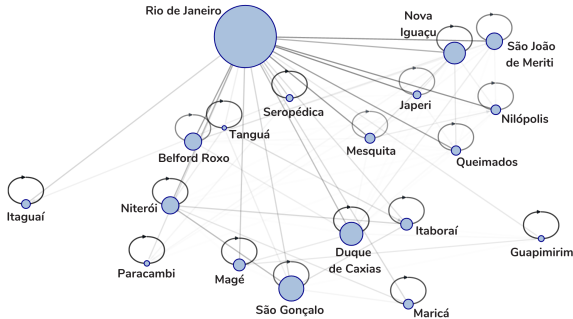 Rio de Janeiro
Nova
Iguaçu
São João
de Meriti
Seropédica
Japeri
Nilópolis
Tanguá
Belford Roxo
Mesquita
Queimados
Itaguaí
Niterói
Itaboraí
Guapimirim
Paracambi
Magé
Duque
de Caxias
São Gonçalo
Maricá